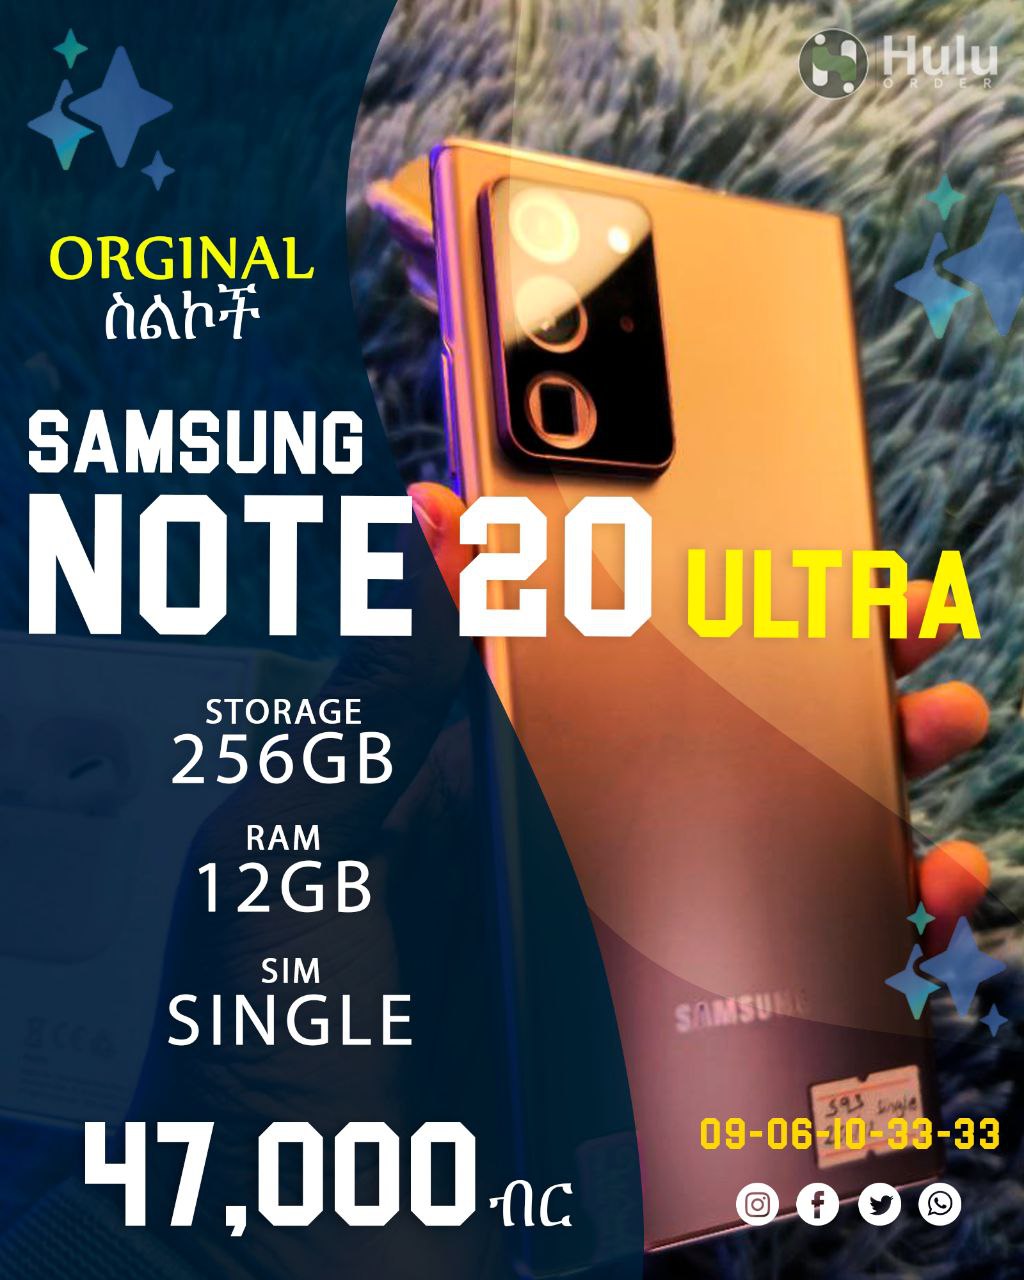 Hulu
ORDER
ORGINAL
ስልኮች
SAMSUNG
NOTE 20 ULTRA
STORAGE
256GB
RAM
12GB
SIM
SINGLE
SAMSUNG
single
09-06-10-33-33
47,000 ብር